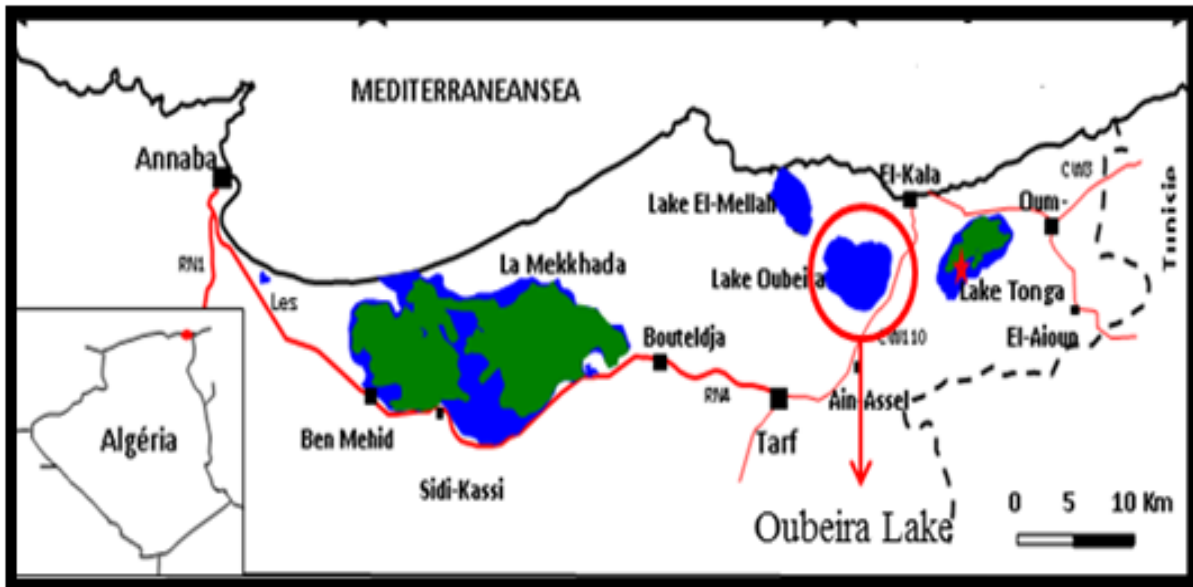 MEDITERRANEANSEA
Annaba
El-Kala
CW3
Lake El-Mellah
Oum-
Tunisie
La Mekkhada
RN1
Lake Oubeira
Les
Lake Tonga
Bouteldja
CW110
El-Aioun
RN4
Ain-Assel
Algéria
Ben Mehid
Tarf
Sidi-Kassi
0 5 10 Km
Oubeira Lake